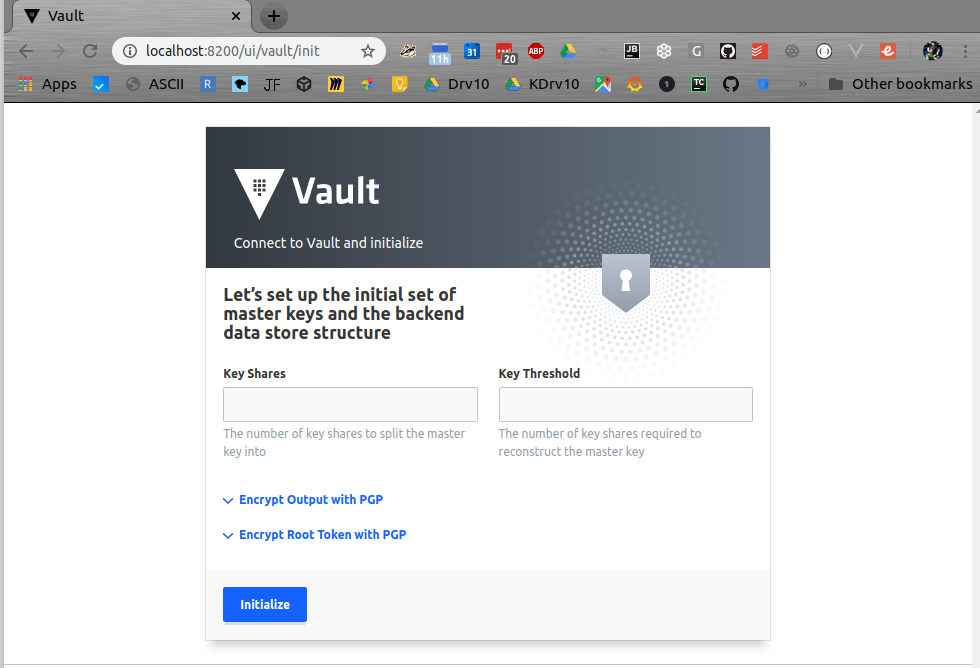 Vault
localhost:8200/ui/vault/init
11h
31
20
ABP
JB
G
Apps
ASCII
R
JF
Drv10
KDrv10
1
TC
»
Other bookmarks
Vault
Connect to Vault and initialize
Let’s set up the initial set of
master keys and the backend
data store structure
Key Shares
Key Threshold
The number of key shares to split the master
key into
The number of key shares required to
reconstruct the master key
Encrypt Output with PGP
Encrypt Root Token with PGP
Initialize